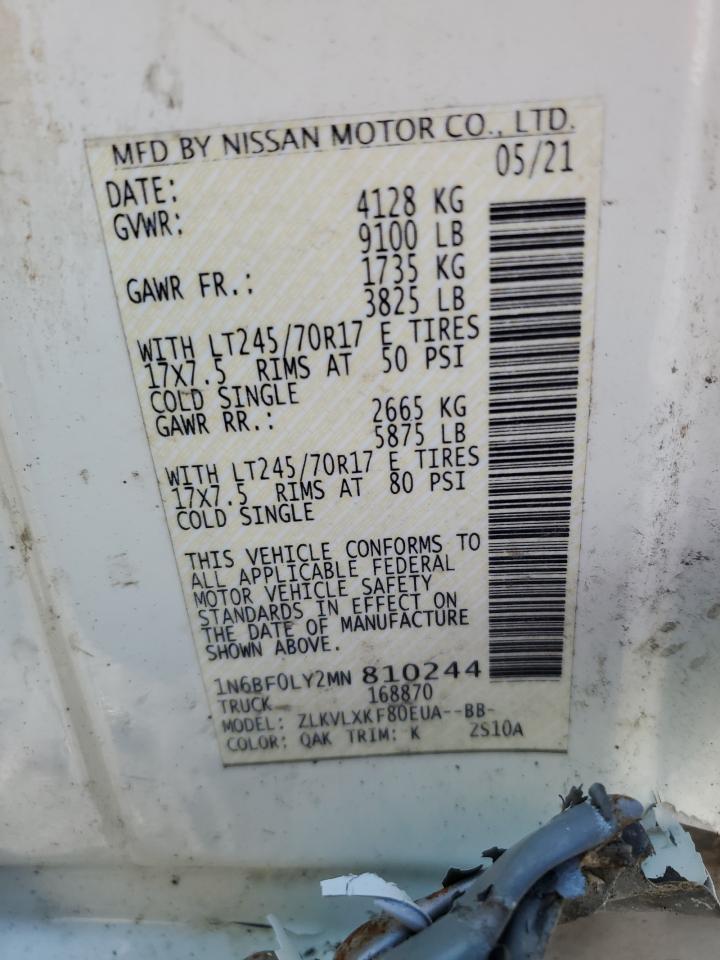 MFD BY NISSAN MOTOR CO., LTD.
DATE: 05/21
GVWR: 4128 KG
9100 LB
GAWR FR.: 1735 KG
3825 LB
WITH LT245/70R17 E TIRES
17X7.5 RIMS AT 50 PSI
COLD SINGLE
GAWR RR.: 2665 KG
5875 LB
WITH LT245/70R17 E TIRES
17X7.5 RIMS AT 80 PSI
COLD SINGLE
THIS VEHICLE CONFORMS TO
ALL APPLICABLE FEDERAL
MOTOR VEHICLE SAFETY
STANDARDS IN EFFECT ON
THE DATE OF MANUFACTURE
SHOWN ABOVE.
1N6BF0LY2MN 810244
TRUCK 168870
MODEL: ZLKVLXKF80EUA--BB-
COLOR: QAK TRIM: K ZS10A